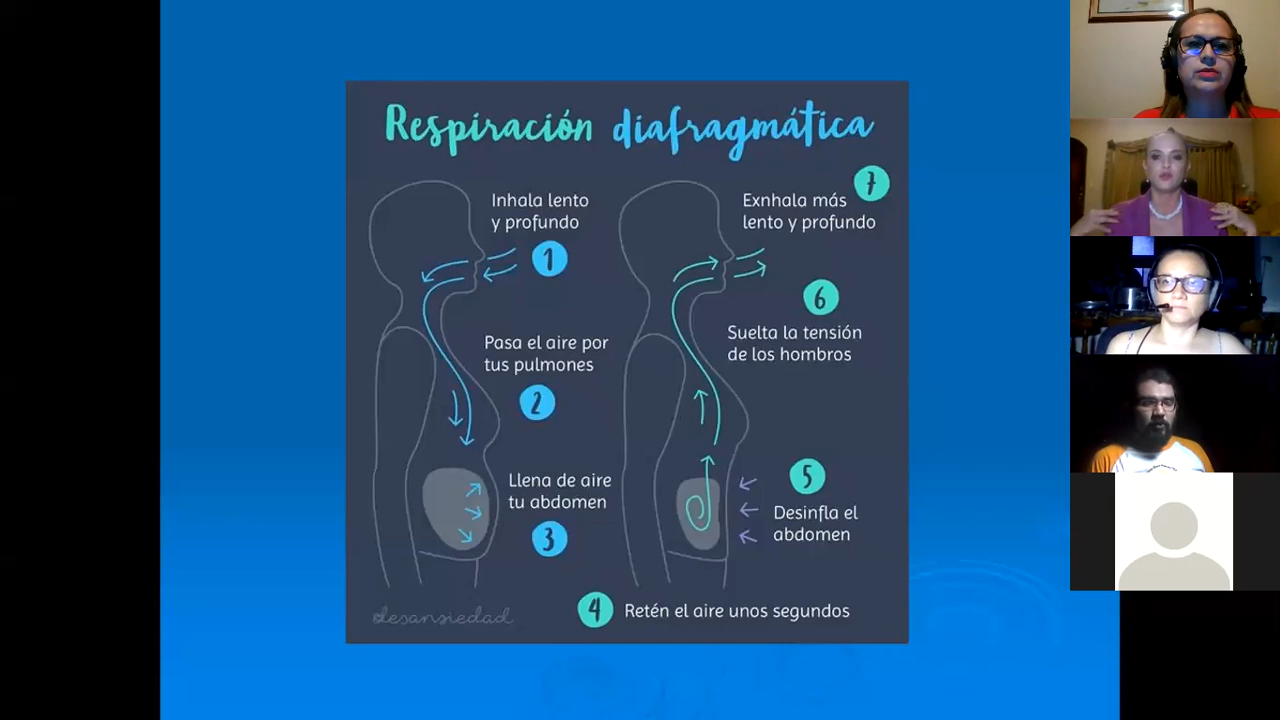 Respiración diafragmática
Inhala lento
y profundo
1
Pasa el aire por
tus pulmones
2
Llena de aire
tu abdomen
3
4
Retén el aire unos segundos
5
Desinfla el
abdomen
6
Suelta la tensión
de los hombros
7
Exnhala más
lento y profundo
desansiedad